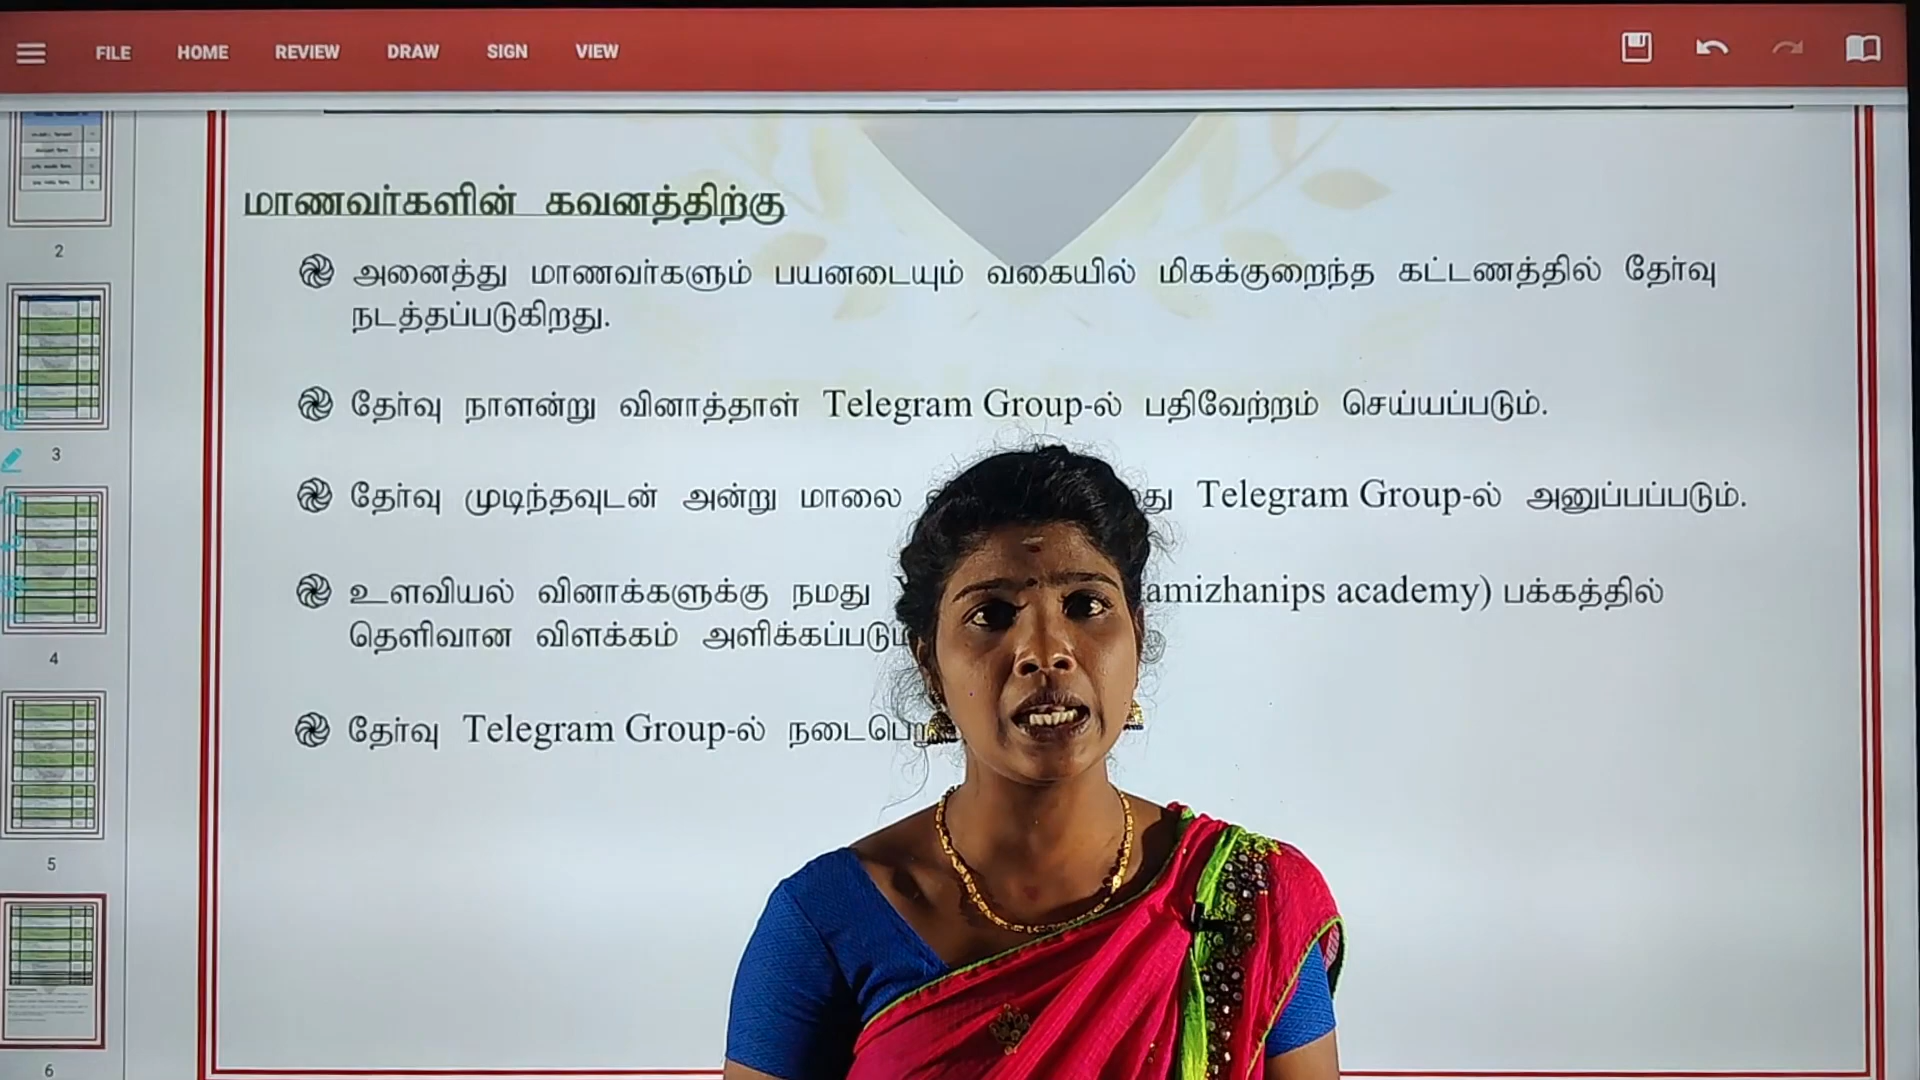 FILE HOME REVIEW DRAW SIGN VIEW
மாணவர்களின் கவனத்திற்கு
அனைத்து மாணவர்களும் பயனடையும் வகையில் மிகக்குறைந்த கட்டணத்தில் தேர்வு
நடத்தப்படுகிறது.
தேர்வு நாளன்று வினாத்தாள் Telegram Group-ல் பதிவேற்றம் செய்யப்படும்.
தேர்வு முடிந்தவுடன் அன்று மாலை Telegram Group-ல் அனுப்பப்படும்.
உளவியல் வினாக்களுக்கு நமது amizhanips academy) பக்கத்தில்
தெளிவான விளக்கம் அளிக்கப்படும்
தேர்வு Telegram Group-ல்
2
3
4
5
6